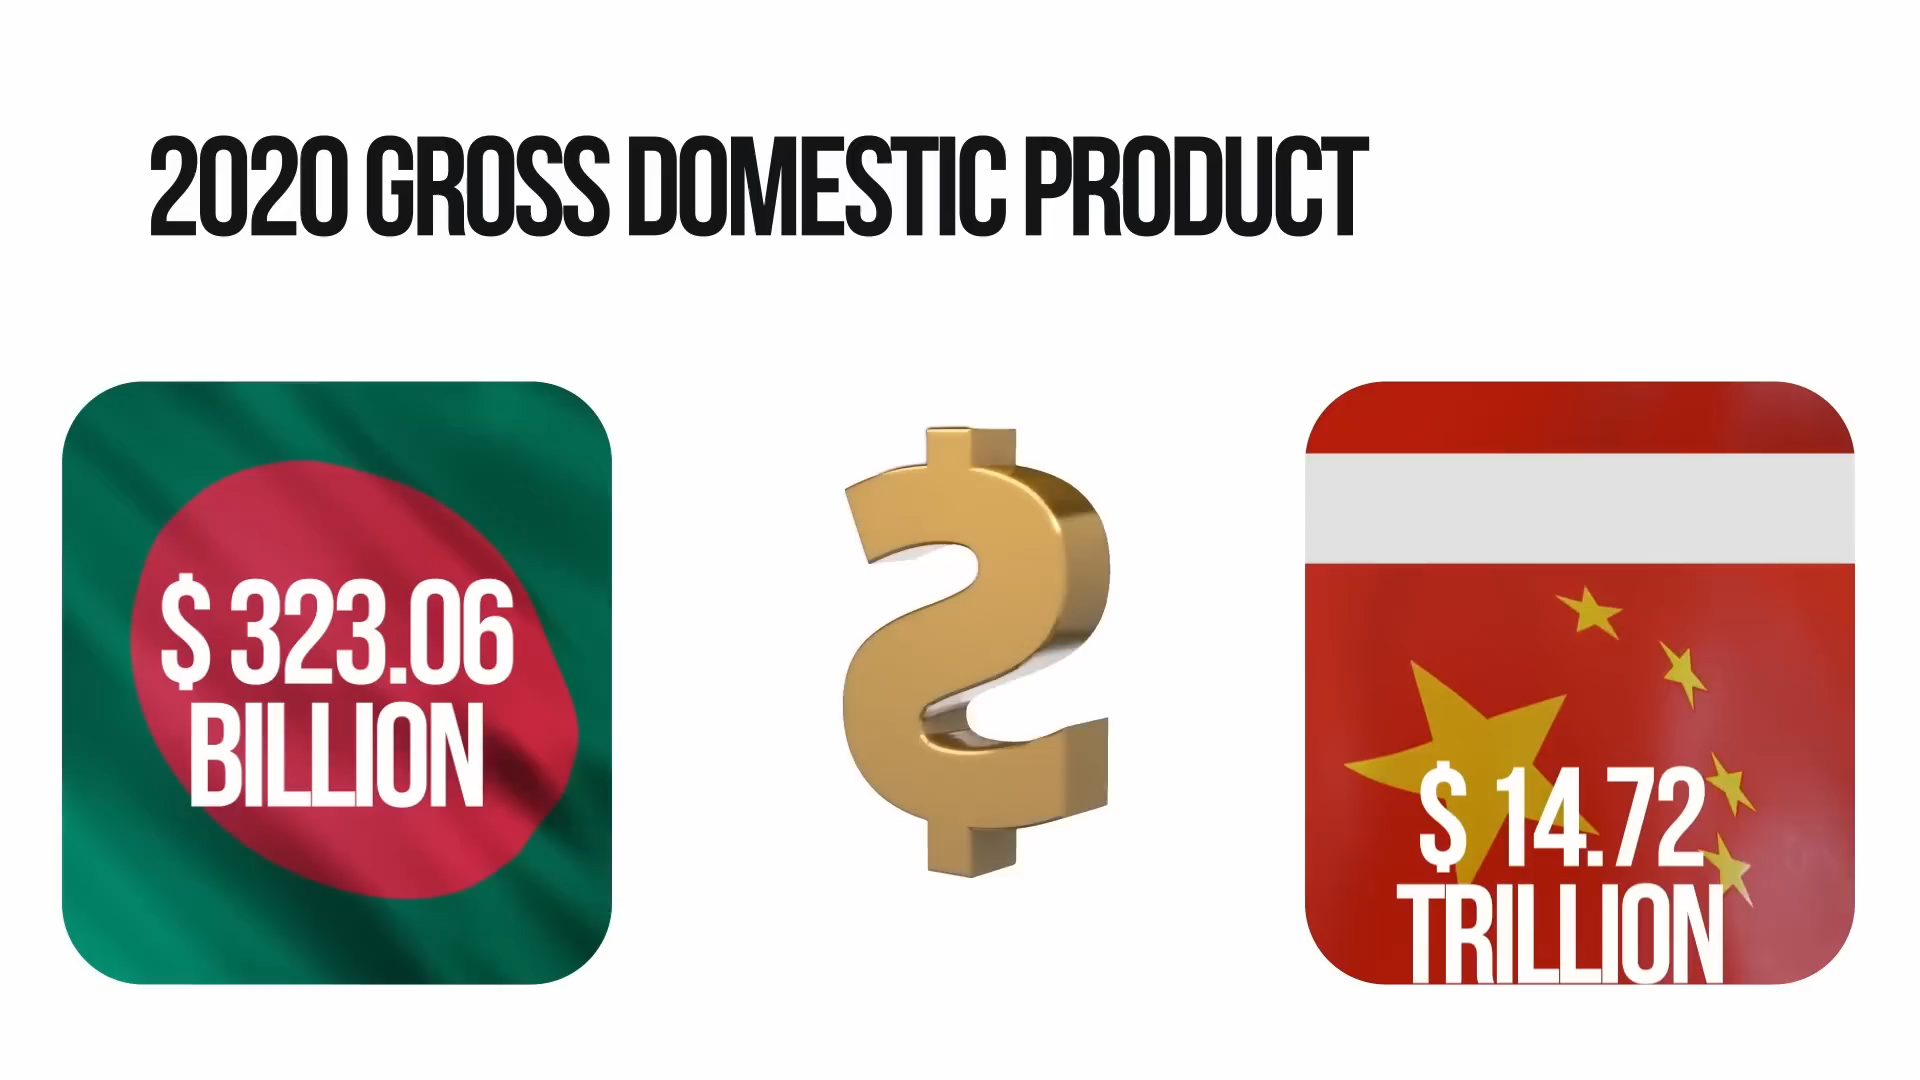 2020 GROSS DOMESTIC PRODUCT
$ 323.06
BILLION
$ 14.72
TRILLION